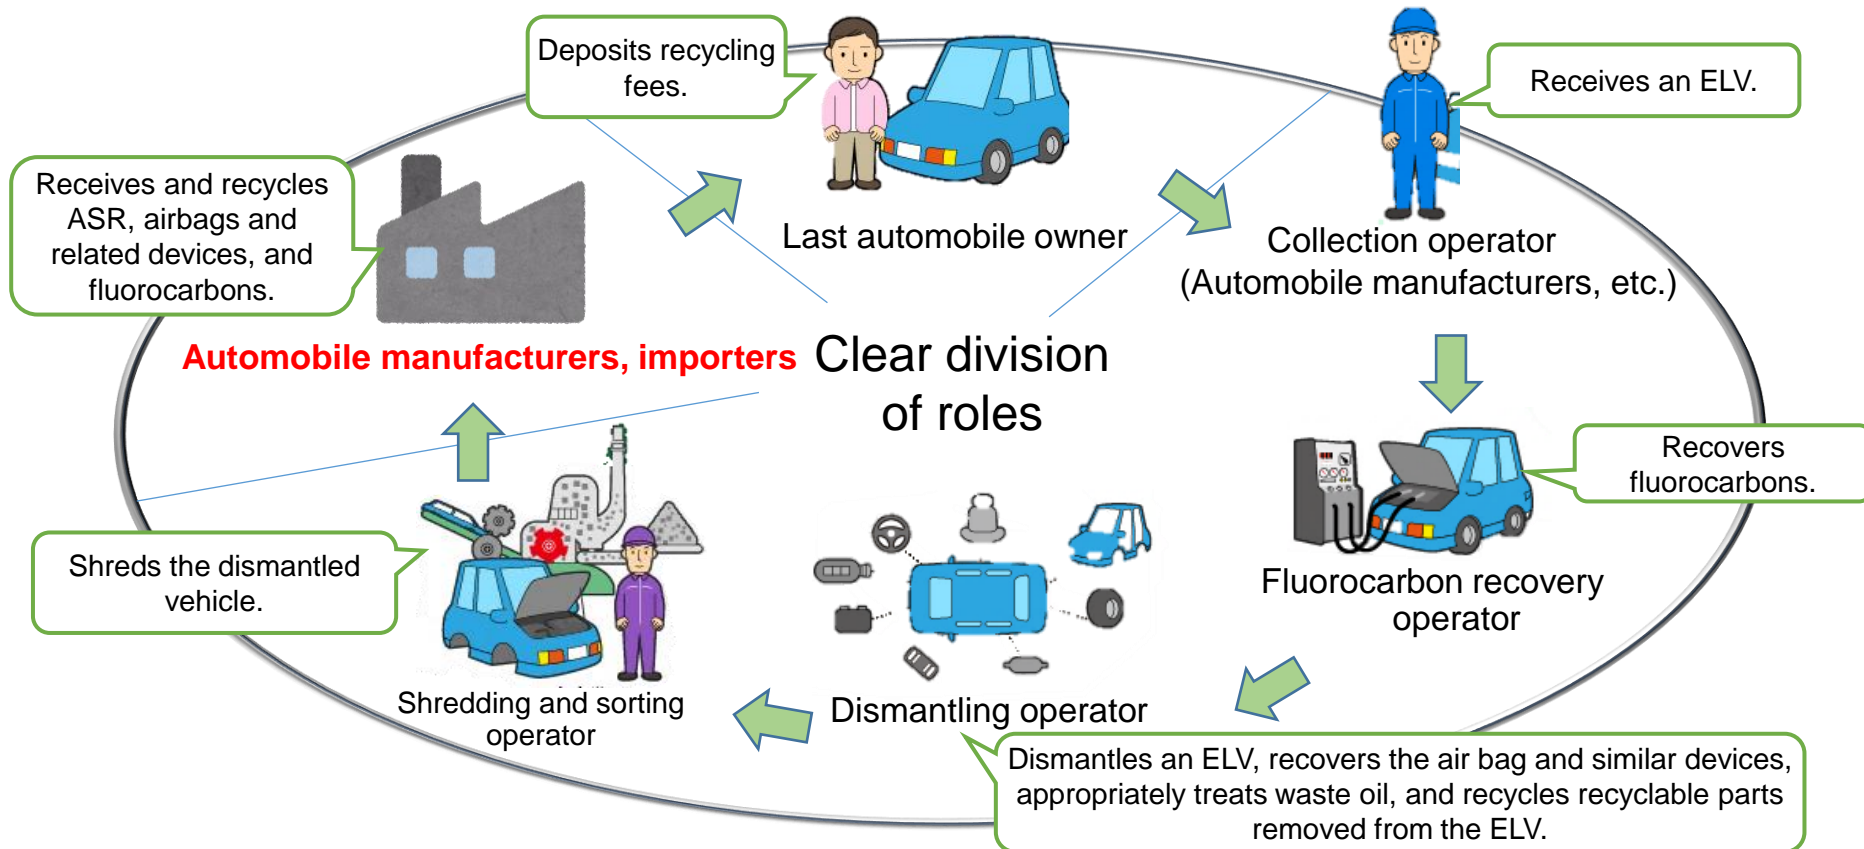 Deposits recycling
fees.
Last automobile owner
Receives an ELV.
Collection operator
(Automobile manufacturers, etc.)
Recovers
fluorocarbons.
Fluorocarbon recovery
operator
Dismantling operator
Dismantles an ELV, recovers the air bag and similar devices,
appropriately treats waste oil, and recycles recyclable parts
removed from the ELV.
Shredding and sorting
operator
Shreds the dismantled
vehicle.
Automobile manufacturers, importers
Receives and recycles
ASR, airbags and
related devices, and
fluorocarbons.
Clear division
of roles